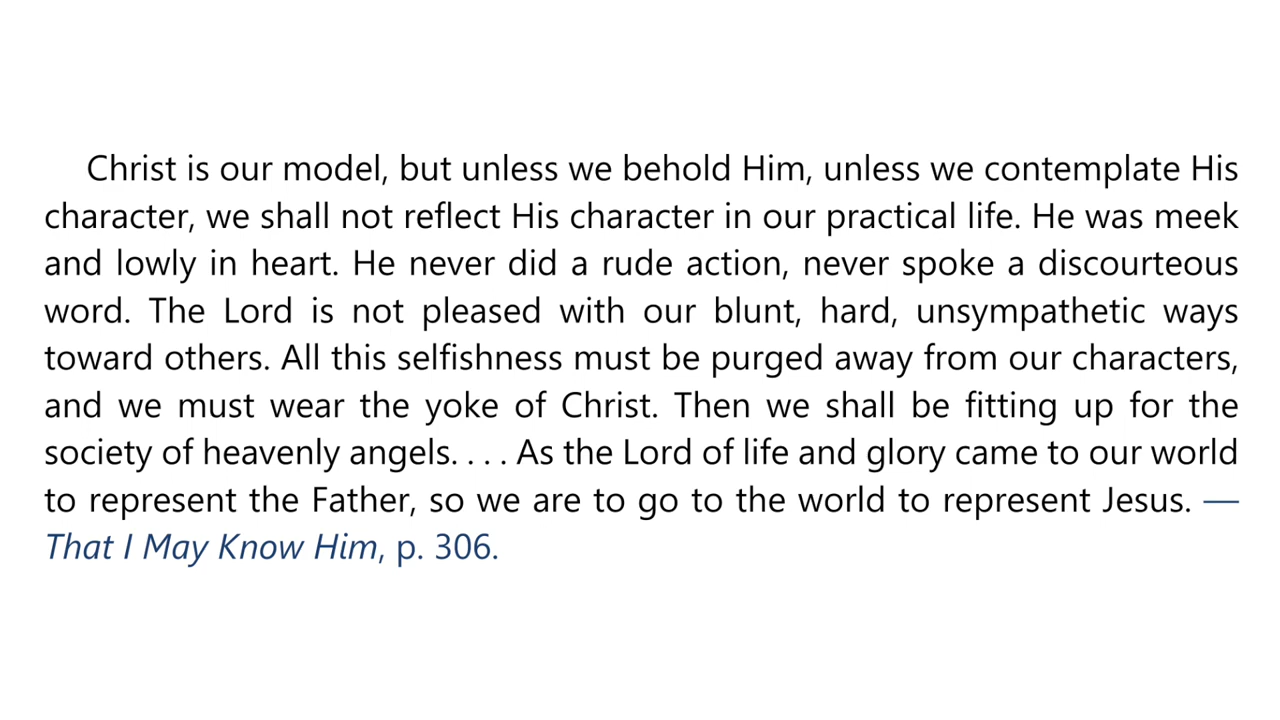 Christ is our model, but unless we behold Him, unless we contemplate His
character, we shall not reflect His character in our practical life. He was meek
and lowly in heart. He never did a rude action, never spoke a discourteous
word. The Lord is not pleased with our blunt, hard, unsympathetic ways
toward others. All this selfishness must be purged away from our characters,
and we must wear the yoke of Christ. Then we shall be fitting up for the
society of heavenly angels. . . . As the Lord of life and glory came to our world
to represent the Father, so we are to go to the world to represent Jesus. —
That I May Know Him, p. 306.